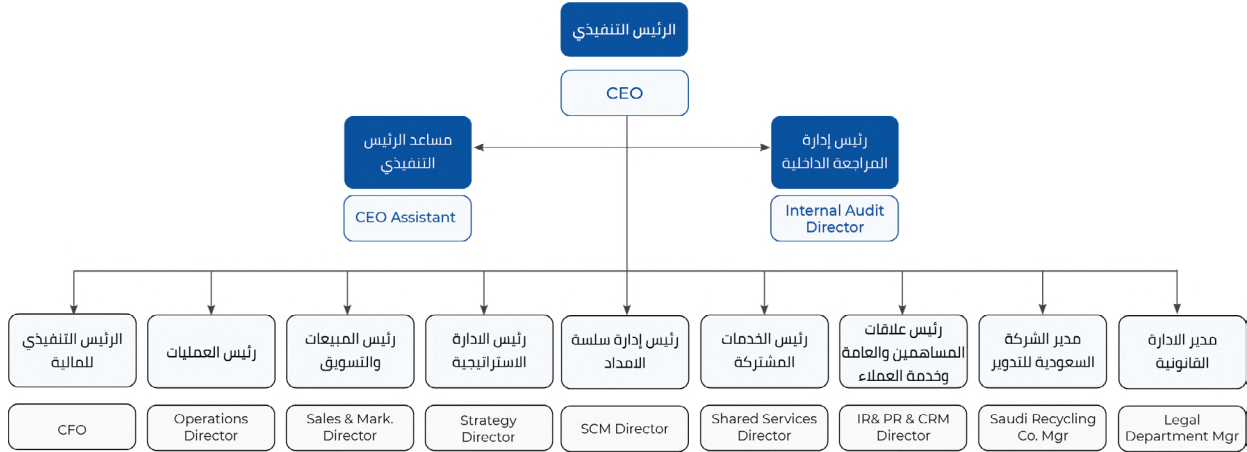 الرئيس التنفيذي
CEO
مساعد الرئيس
التنفيذي
CEO Assistant
رئيس إدارة
المراجعة الداخلية
Internal Audit
Director
الرئيس التنفيذي
للمالية
CFO
رئيس العمليات
Operations
Director
رئيس المبيعات
والتسويق
Sales & Mark.
Director
رئيس الادارة
الاستراتيجية
Strategy
Director
رئيس إدارة سلسة
الامداد
SCM Director
رئيس الخدمات
المشتركة
Shared Services
Director
رئيس علاقات
المساهمين والعامة
وخدمة العملاء
IR& PR & CRM
Director
مدير الشركة
السعودية للتدوير
Saudi Recycling
Co. Mgr
مدير الادارة
القانونية
Legal
Department Mgr